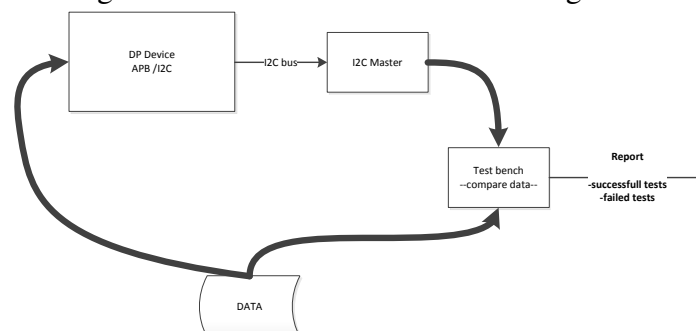 DP Device
APB /I2C
I2C bus
I2C Master
Test bench
--compare data--
Report
-successfull tests
-failed tests
DATA